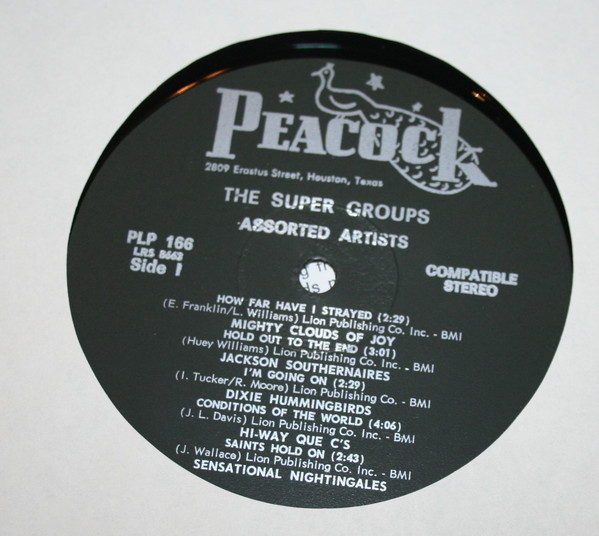 PEACOCK
2809 Erastus Street, Houston, Texas
THE SUPER GROUPS
ASSORTED ARTISTS
PLP 166
LRS 8663
Side I
COMPATIBLE
STEREO
HOW FAR HAVE I STRAYED (2:29)
(E. Franklin/L. Williams) Lion Publishing Co. Inc. - BMI
MIGHTY CLOUDS OF JOY
HOLD OUT TO THE END (3:01)
(Huey Williams) Lion Publishing Co. Inc. - BMI
JACKSON SOUTHERNAIRES
I'M GOING ON (2:29)
(I. Tucker/R. Moore) Lion Publishing Co. Inc. - BMI
DIXIE HUMMINGBIRDS
CONDITIONS OF THE WORLD (4:06)
(J. L. Davis) Lion Publishing Co. Inc. - BMI
HI-WAY QUE C'S
SAINTS HOLD ON (2:43)
(J. Wallace) Lion Publishing Co. Inc. - BMI
SENSATIONAL NIGHTINGALES